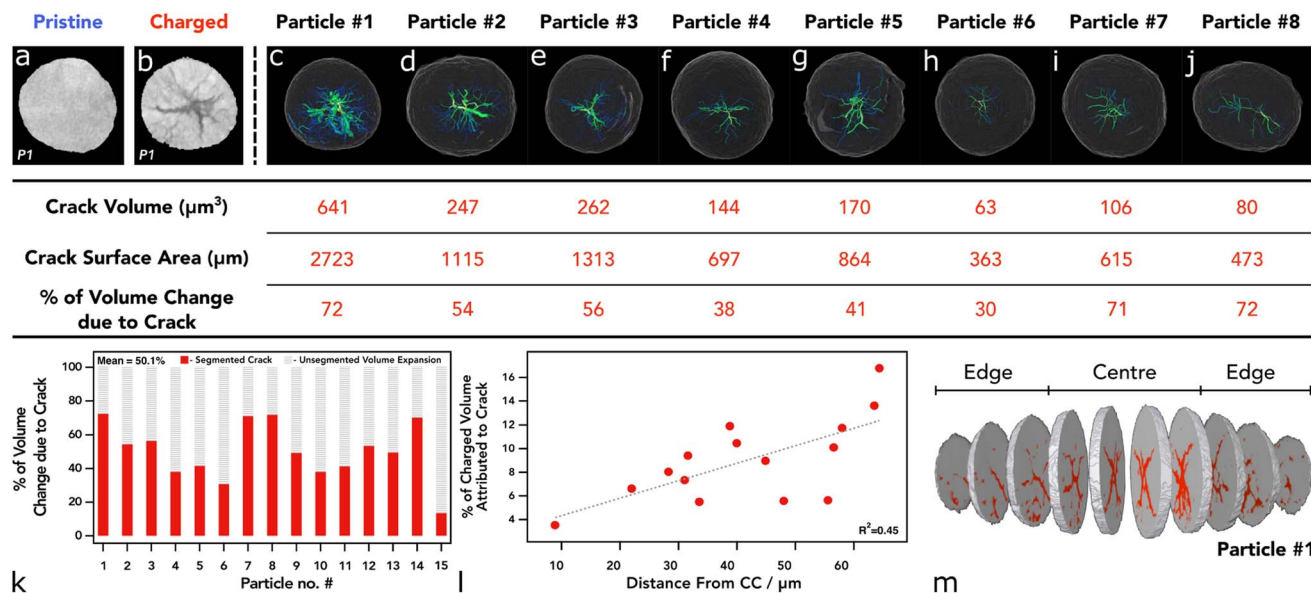 Pristine Charged Particle #1 Particle #2 Particle #3 Particle #4 Particle #5 Particle #6 Particle #7 Particle #8
a b c d e f g h i j
P1 P1
Crack Volume (μm³) 641 247 262 144 170 63 106 80
Crack Surface Area (μm) 2723 1115 1313 697 864 363 615 473
% of Volume Change
due to Crack
72 54 56 38 41 30 71 72
Mean = 50.1% - Segmented Crack - Unsegmented Volume Expansion
% of Volume
Change due to Crack
100
80
60
40
20
0
1 2 3 4 5 6 7 8 9 10 11 12 13 14 15
Particle no. #
k
% of Charged Volume
Attributed to Crack
16
14
12
10
8
6
4
R²=0.45
10 20 30 40 50 60
Distance From CC / μm
l
Edge Centre Edge
Particle #1
m